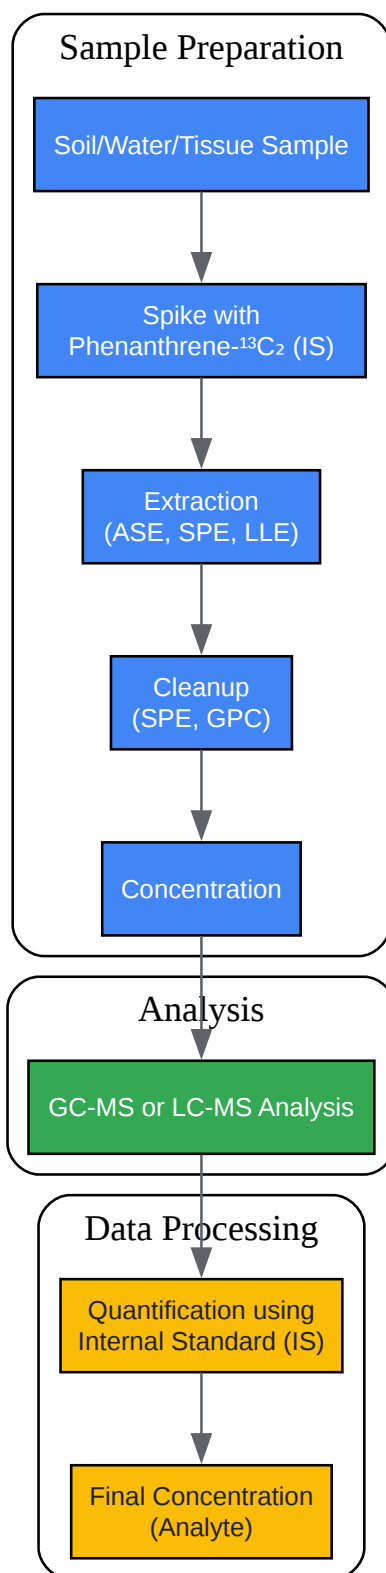 Sample Preparation
Soil/Water/Tissue Sample
Spike with
Phenanthrene-¹³C₂ (IS)
Extraction
(ASE, SPE, LLE)
Cleanup
(SPE, GPC)
Concentration
Analysis
GC-MS or LC-MS Analysis
Data Processing
Quantification using
Internal Standard (IS)
Final Concentration
(Analyte)